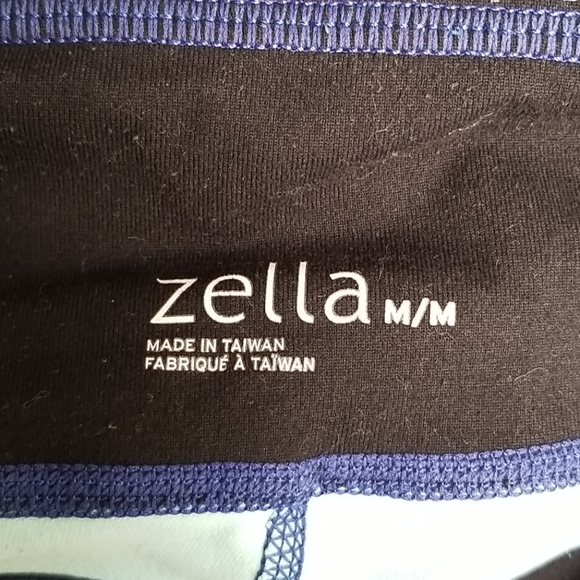 zella M/M
MADE IN TAIWAN
FABRIQUÉ À TAÏWAN